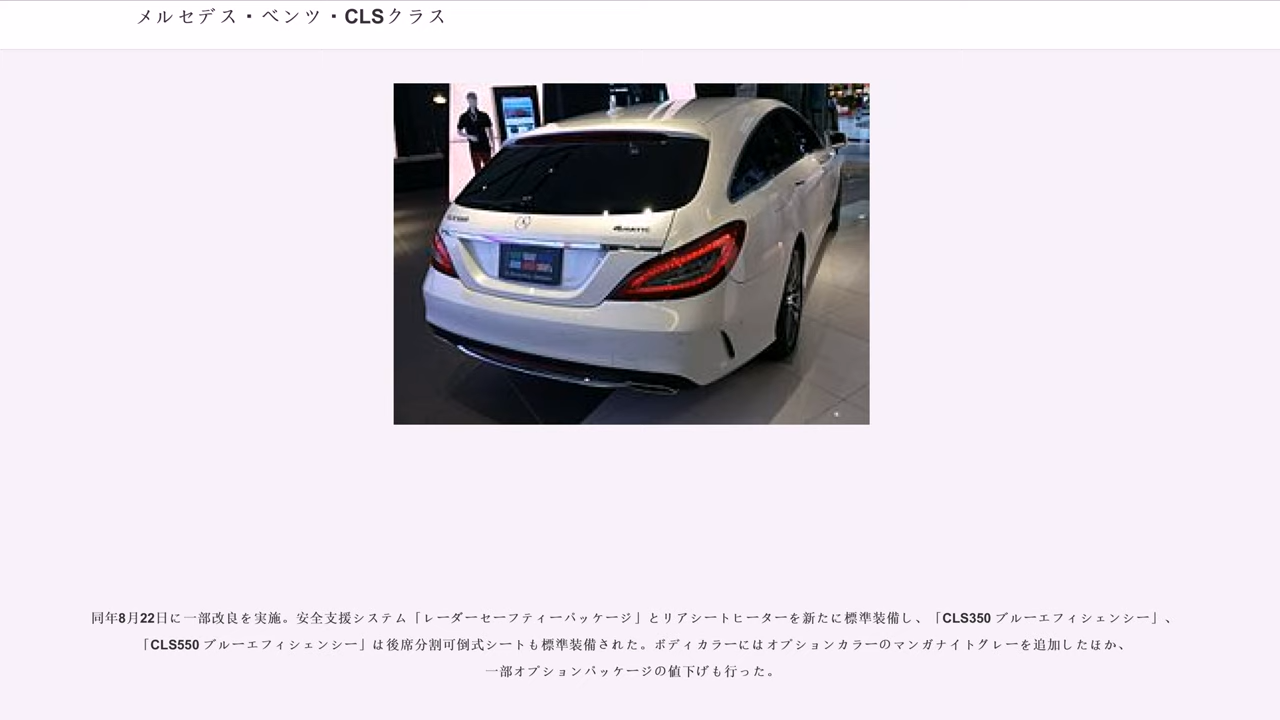 メルセデス・ベンツ・CLSクラス
4MATIC
同年8月22日に一部改良を実施。安全支援システム「レーダーセーフティーパッケージ」とリアシートヒーターを新たに標準装備し、「CLS350 ブルーエフィシェンシー」、
「CLS550 ブルーエフィシェンシー」は後席分割可倒式シートも標準装備された。ボディカラーにはオプションカラーのマンガナイトグレーを追加したほか、
一部オプションパッケージの値下げも行った。